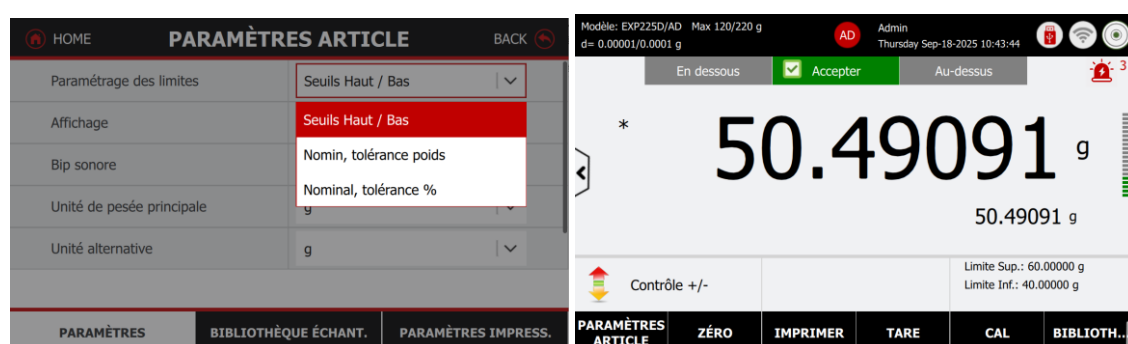 HOME
PARAMÈTRES ARTICLE
BACK
Paramétrage des limites
Seuils Haut / Bas
Affichage
Seuils Haut / Bas
Bip sonore
Nomin, tolérance poids
Nominal, tolérance %
Unité de pesée principale
g
Unité alternative
g
PARAMÈTRES
BIBLIOTHÈQUE ÉCHANT.
PARAMÈTRES IMPRESS.
Modèle: EXP225D/AD Max 120/220 g
d= 0.00001/0.0001 g
AD
Admin
Thursday Sep-18-2025 10:43:44
En dessous
Accepter
Au-dessus
3
*
50.49091 g
50.49091 g
Contrôle +/-
Limite Sup.: 60.00000 g
Limite Inf.: 40.00000 g
PARAMÈTRES
ARTICLE
ZÉRO
IMPRIMER
TARE
CAL
BIBLIOTH...